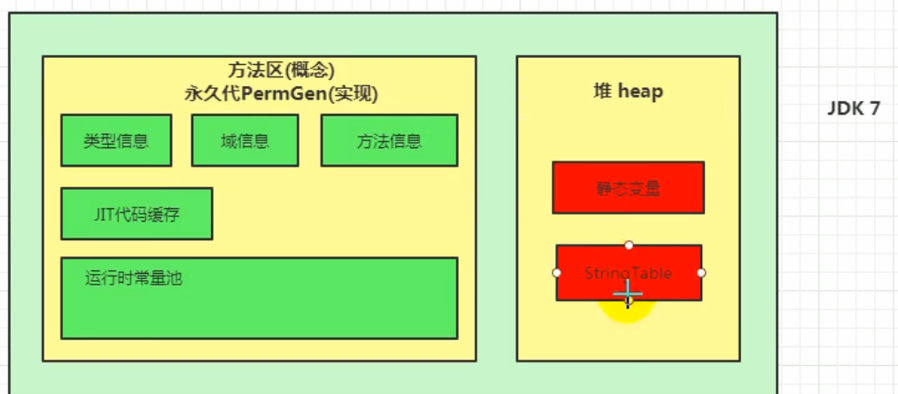 方法区(概念)
永久代PermGen(实现)
类型信息
域信息
方法信息
JIT代码缓存
运行时常量池
堆 heap
静态变量
StringTable
JDK 7